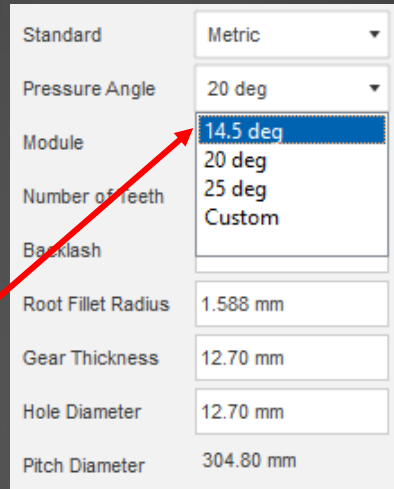 Standard Metric
Pressure Angle 20 deg
Module 14.5 deg
20 deg
Number of Teeth 25 deg
Custom
Backlash
Root Fillet Radius 1.588 mm
Gear Thickness 12.70 mm
Hole Diameter 12.70 mm
Pitch Diameter 304.80 mm